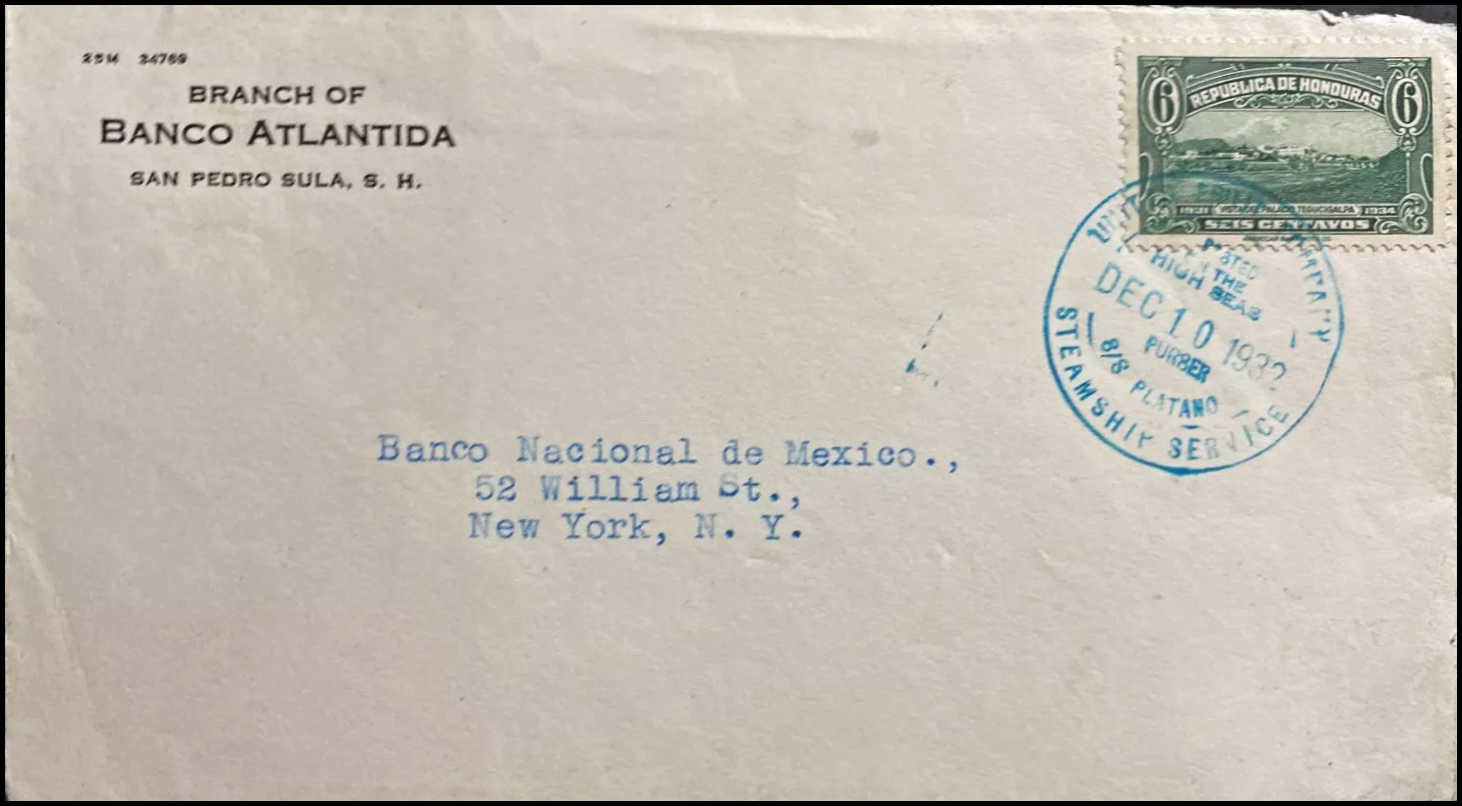 25M 34769
BRANCH OF
BANCO ATLANTIDA
SAN PEDRO SULA, S. H.
REPUBLICA DE HONDURAS
6 6
1931 1934
SEIS CENTAVOS
POSTED
THE
HIGH SEAS
DEC 10 1932
PURSER
S/S PLATANO
STEAMSHIP SERVICE
Banco Nacional de Mexico.,
52 William St.,
New York, N. Y.